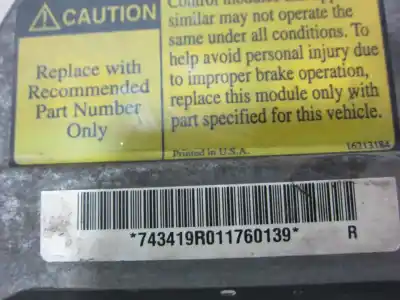 CAUTION
Replace with
Recommended
Part Number
Only
similar may not operate the
same under all conditions. To
help avoid personal injury due
to improper brake operation,
replace this module only with
part specified for this vehicle.
Printed in U.S.A.
16213184
*743419R011760139*
R